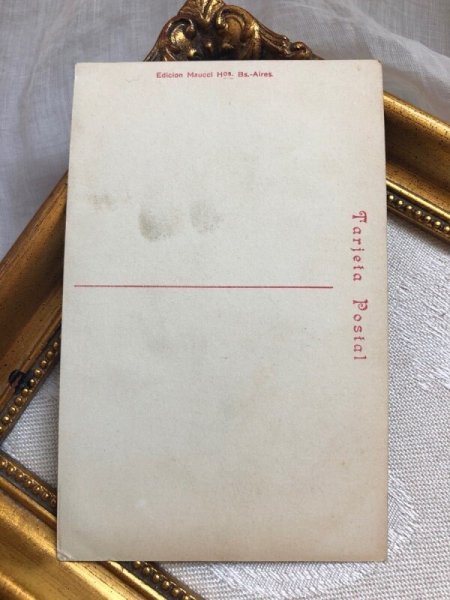 Edicion Maucci Hos. Bs.-Aires.
Tarjeta Postal